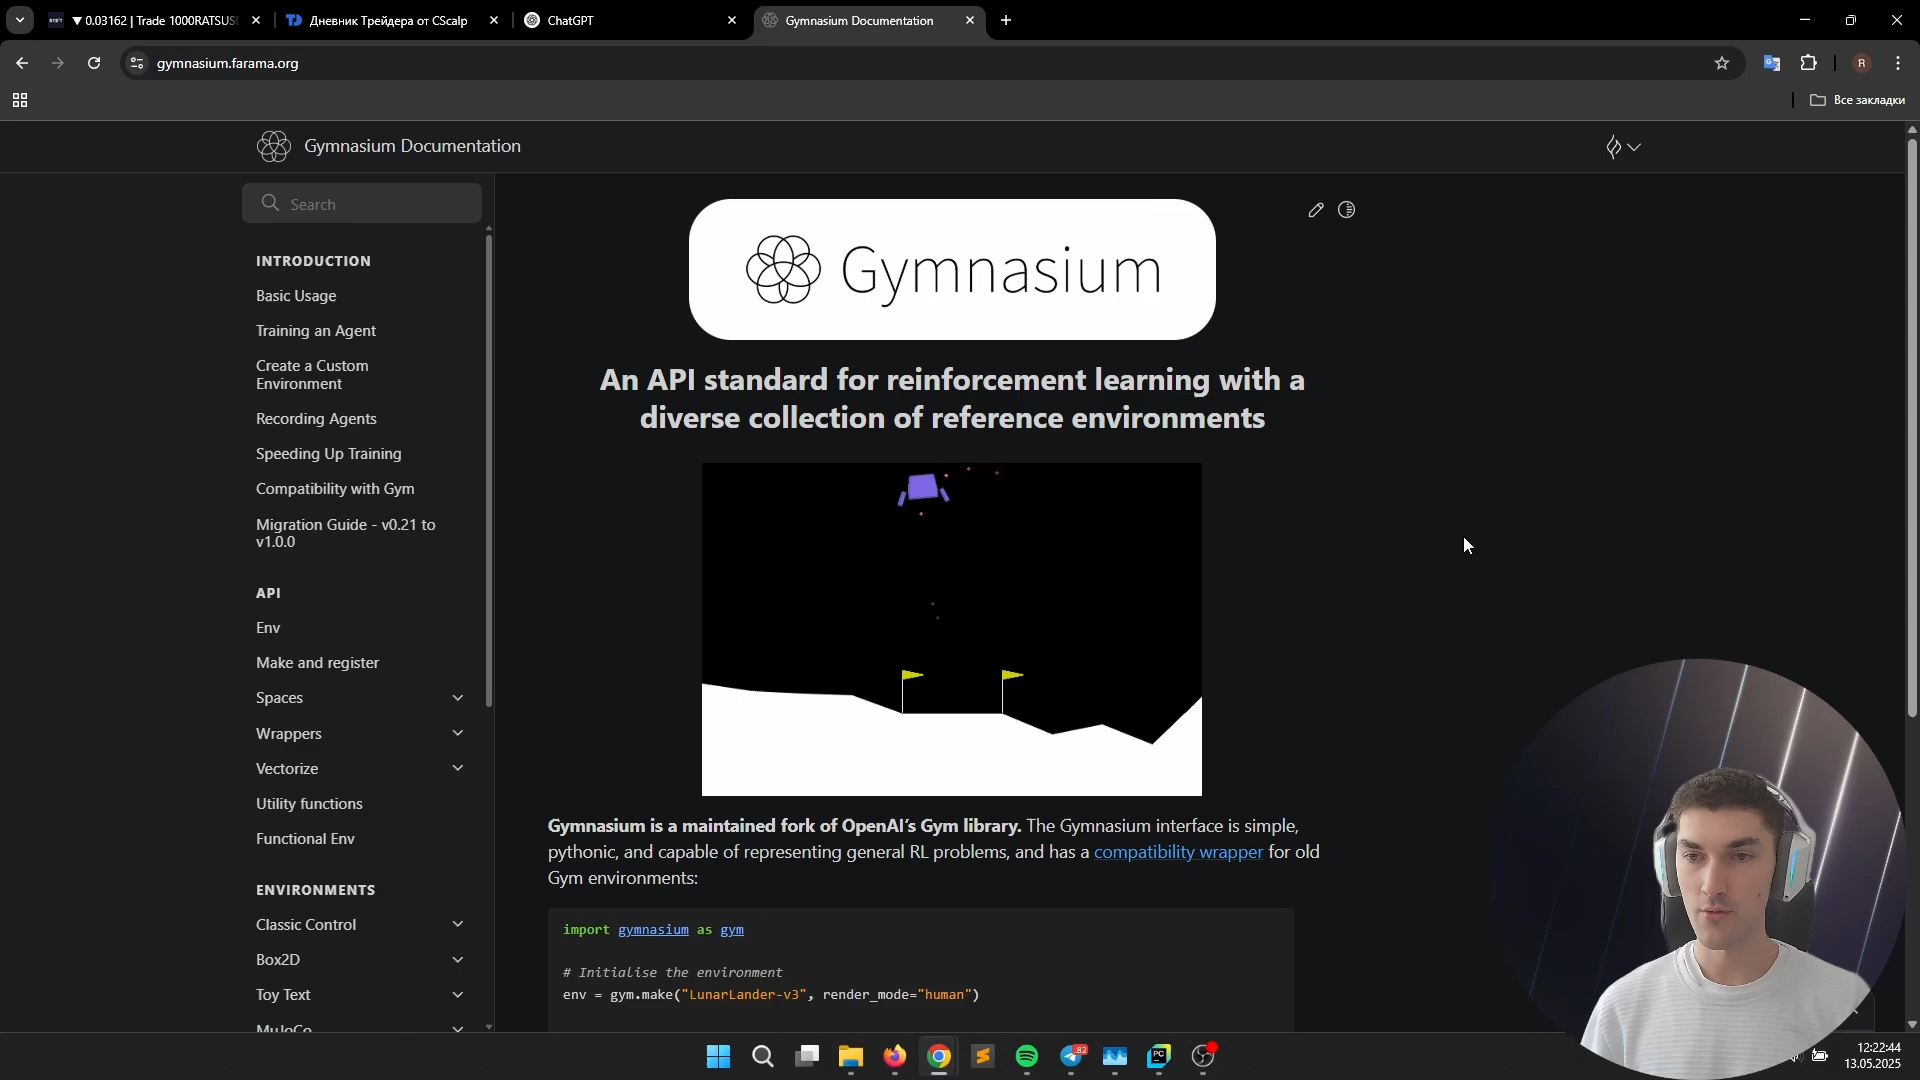 ▼ 0.03162 | Trade 1000RATSUS
Дневник Трейдера от CScalp
ChatGPT
Gymnasium Documentation
gymnasium.farama.org
R
Все закладки
Gymnasium Documentation
Search
Gymnasium
INTRODUCTION
Basic Usage
Training an Agent
Create a Custom
Environment
Recording Agents
Speeding Up Training
Compatibility with Gym
Migration Guide - v0.21 to
v1.0.0
API
Env
Make and register
Spaces
Wrappers
Vectorize
Utility functions
Functional Env
ENVIRONMENTS
Classic Control
Box2D
Toy Text
MuJoCo
An API standard for reinforcement learning with a
diverse collection of reference environments
Gymnasium is a maintained fork of OpenAI's Gym library. The Gymnasium interface is simple,
pythonic, and capable of representing general RL problems, and has a compatibility wrapper for old
Gym environments:
import gymnasium as gym
# Initialise the environment
env = gym.make("LunarLander-v3", render_mode="human")
82
PC
12:22:44
13.05.2025